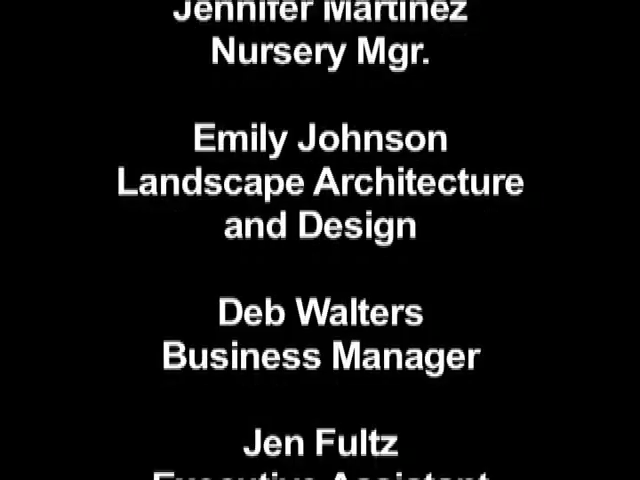 Jennifer Martinez
Nursery Mgr.
Emily Johnson
Landscape Architecture
and Design
Deb Walters
Business Manager
Jen Fultz
Executive Assistant